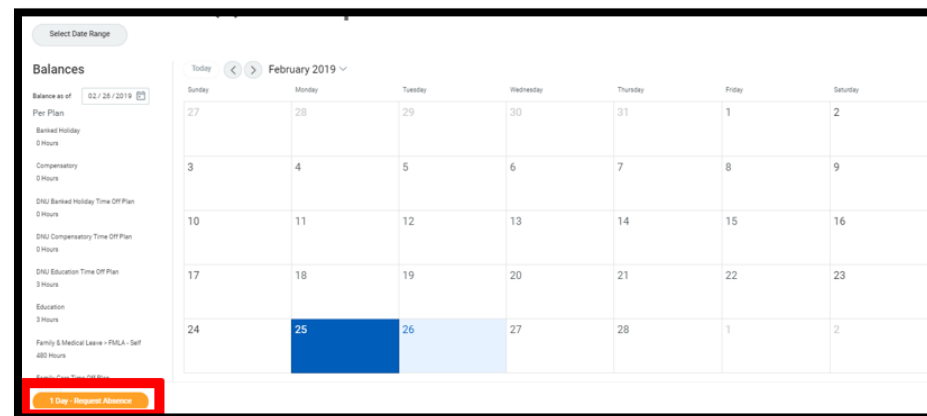 Select Date Range
Balances
Balance as of 02 / 26 / 2019
Per Plan
Banked Holiday
0 Hours
Compensatory
0 Hours
DNU Banked Holiday Time Off Plan
0 Hours
DNU Compensatory Time Off Plan
0 Hours
DNU Education Time Off Plan
3 Hours
Education
3 Hours
Family & Medical Leave > FMLA - Self
480 Hours
Family Care Time Off Plan
1 Day - Request Absence
Today February 2019
Sunday Monday Tuesday Wednesday Thursday Friday Saturday
27 28 29 30 31 1 2
3 4 5 6 7 8 9
10 11 12 13 14 15 16
17 18 19 20 21 22 23
24 25 26 27 28 1 2